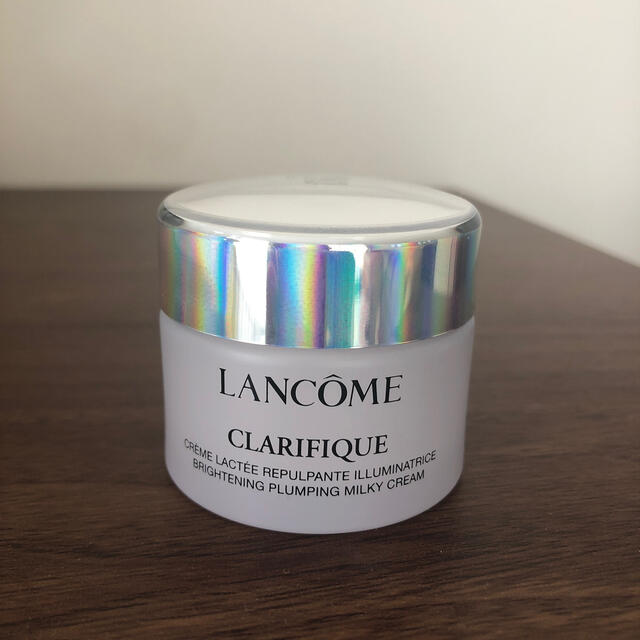 LANCÔME
CLARIFIQUE
CRÈME LACTÉE REPULPANTE ILLUMINATRICE
BRIGHTENING PLUMPING MILKY CREAM